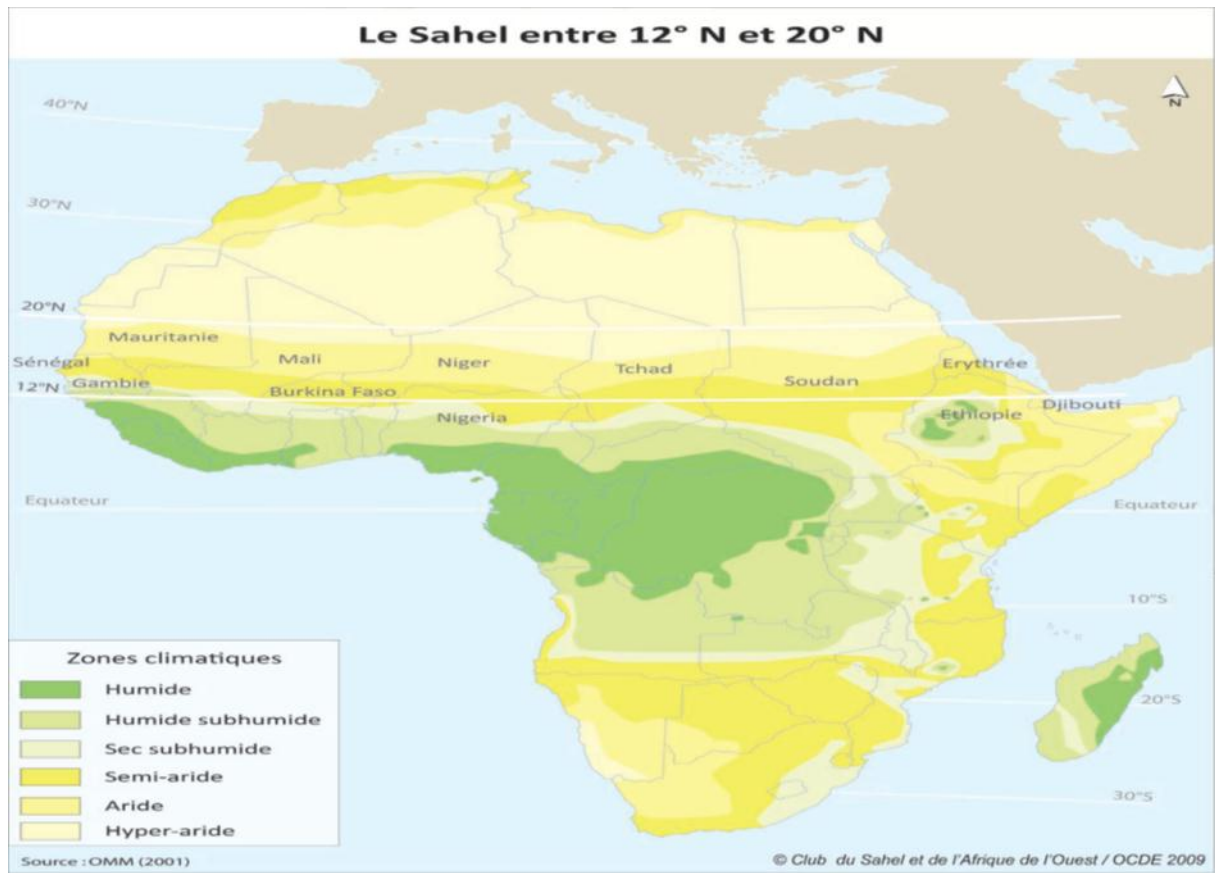 Le Sahel entre 12° N et 20° N
N
40°N
30°N
20°N
Mauritanie
Mali
Niger
Tchad
Soudan
Erythrée
Sénégal
12°N
Gambie
Burkina Faso
Nigeria
Ethiopie
Djibouti
Equateur
Equateur
10°S
20°S
30°S
Zones climatiques
Humide
Humide subhumide
Sec subhumide
Semi-aride
Aride
Hyper-aride
Source : OMM (2001)
© Club du Sahel et de l'Afrique de l'Ouest / OCDE 2009